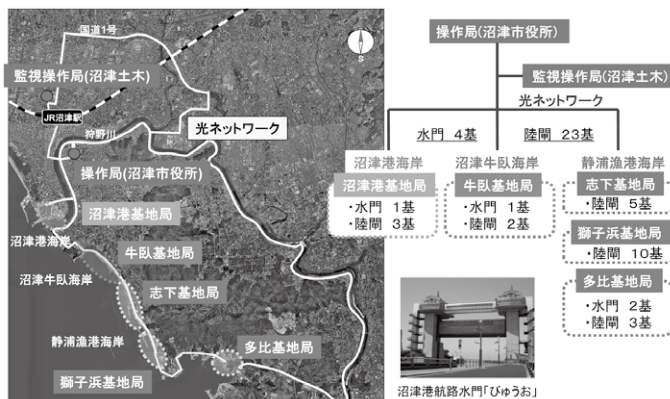 国道1号
監視操作局(沼津土木)
JR沼津駅
狩野川
光ネットワーク
操作局(沼津市役所)
沼津港基地局
沼津港海岸
牛臥基地局
沼津牛臥海岸
志下基地局
静浦漁港海岸
多比基地局
獅子浜基地局
S
操作局(沼津市役所)
監視操作局(沼津土木)
光ネットワーク
水門 4基 陸閘 23基
沼津港海岸 沼津牛臥海岸 静浦漁港海岸
沼津港基地局
・水門 1基
・陸閘 3基
牛臥基地局
・水門 1基
・陸閘 2基
志下基地局
・陸閘 5基
獅子浜基地局
・陸閘 10基
多比基地局
・水門 2基
・陸閘 3基
沼津港航路水門「びゅうお」